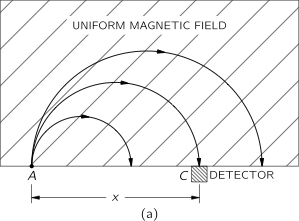 UNIFORM MAGNETIC FIELD
A C DETECTOR
x
(a)